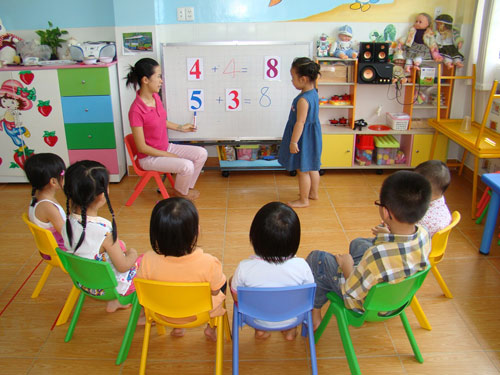 4 + 4 = 8
5 + 3 = 8